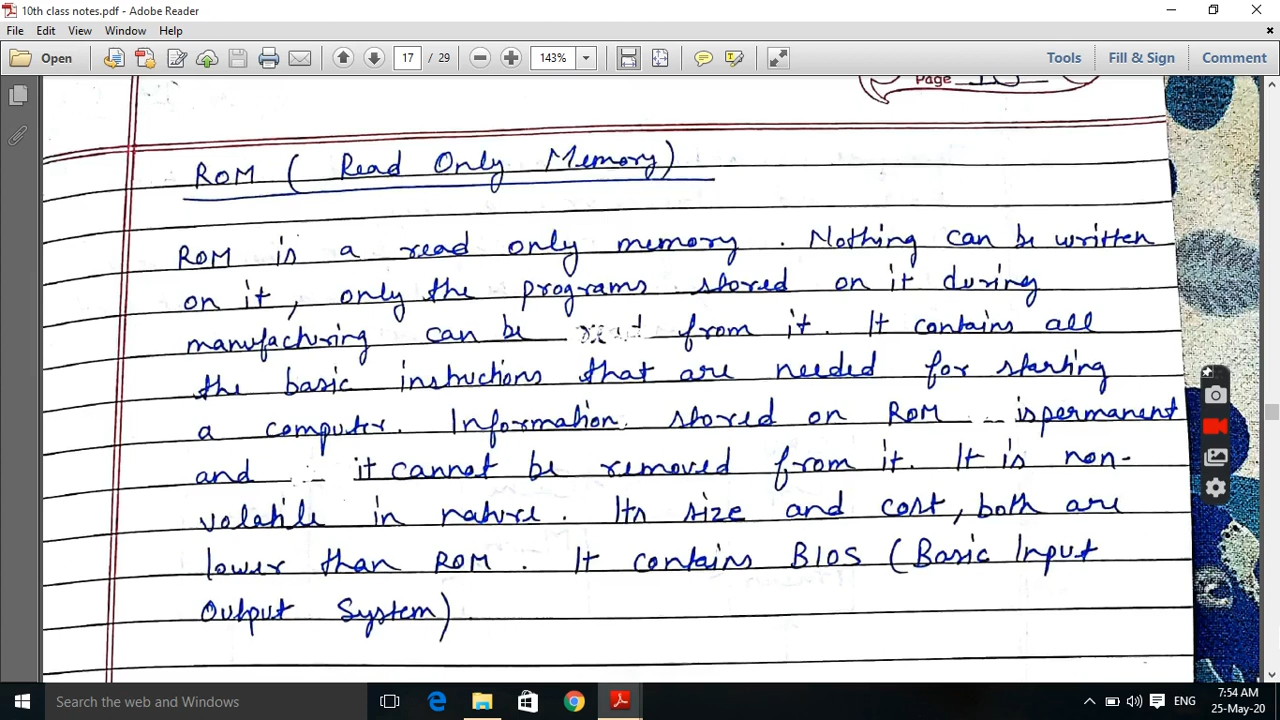 10th class notes.pdf - Adobe Reader
File Edit View Window Help
Open 17 / 29 143% Tools Fill & Sign Comment
Page
ROM ( Read Only Memory)
ROM is a read only memory. Nothing can be written
on it, only the programs stored on it during
manufacturing can be read from it. It contains all
the basic instructions that are needed for starting
a computer. Information stored on ROM is permanent
and it cannot be removed from it. It is non-
volatile in nature. Its size and cost, both are
lower than ROM. It contains BIOS (Basic Input
Output System)
Search the web and Windows
ENG
7:54 AM
25-May-20